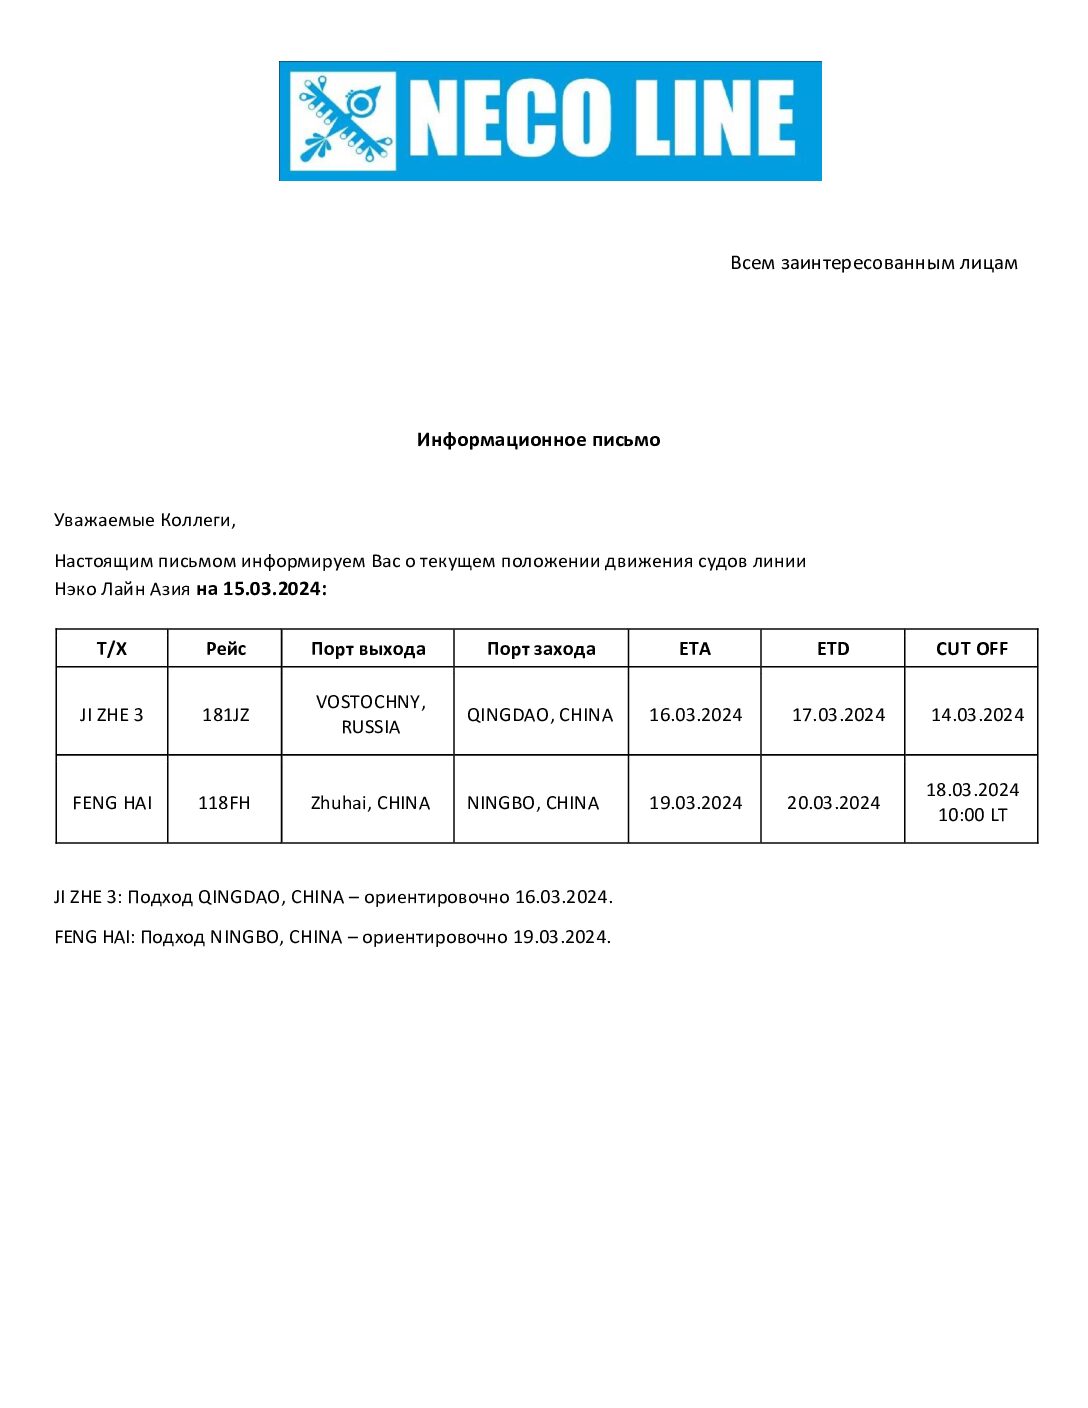 NECO LINE
Всем заинтересованным лицам
Информационное письмо
Уважаемые Коллеги,
Настоящим письмом информируем Вас о текущем положении движения судов линии
Нэко Лайн Азия на 15.03.2024:
Т/Х Рейс Порт выхода Порт захода ETA ETD CUT OFF
JI ZHE 3 181JZ VOSTOCHNY, RUSSIA QINGDAO, CHINA 16.03.2024 17.03.2024 14.03.2024
FENG HAI 118FH Zhuhai, CHINA NINGBO, CHINA 19.03.2024 20.03.2024 18.03.2024 10:00 LT
JI ZHE 3: Подход QINGDAO, CHINA – ориентировочно 16.03.2024.
FENG HAI: Подход NINGBO, CHINA – ориентировочно 19.03.2024.